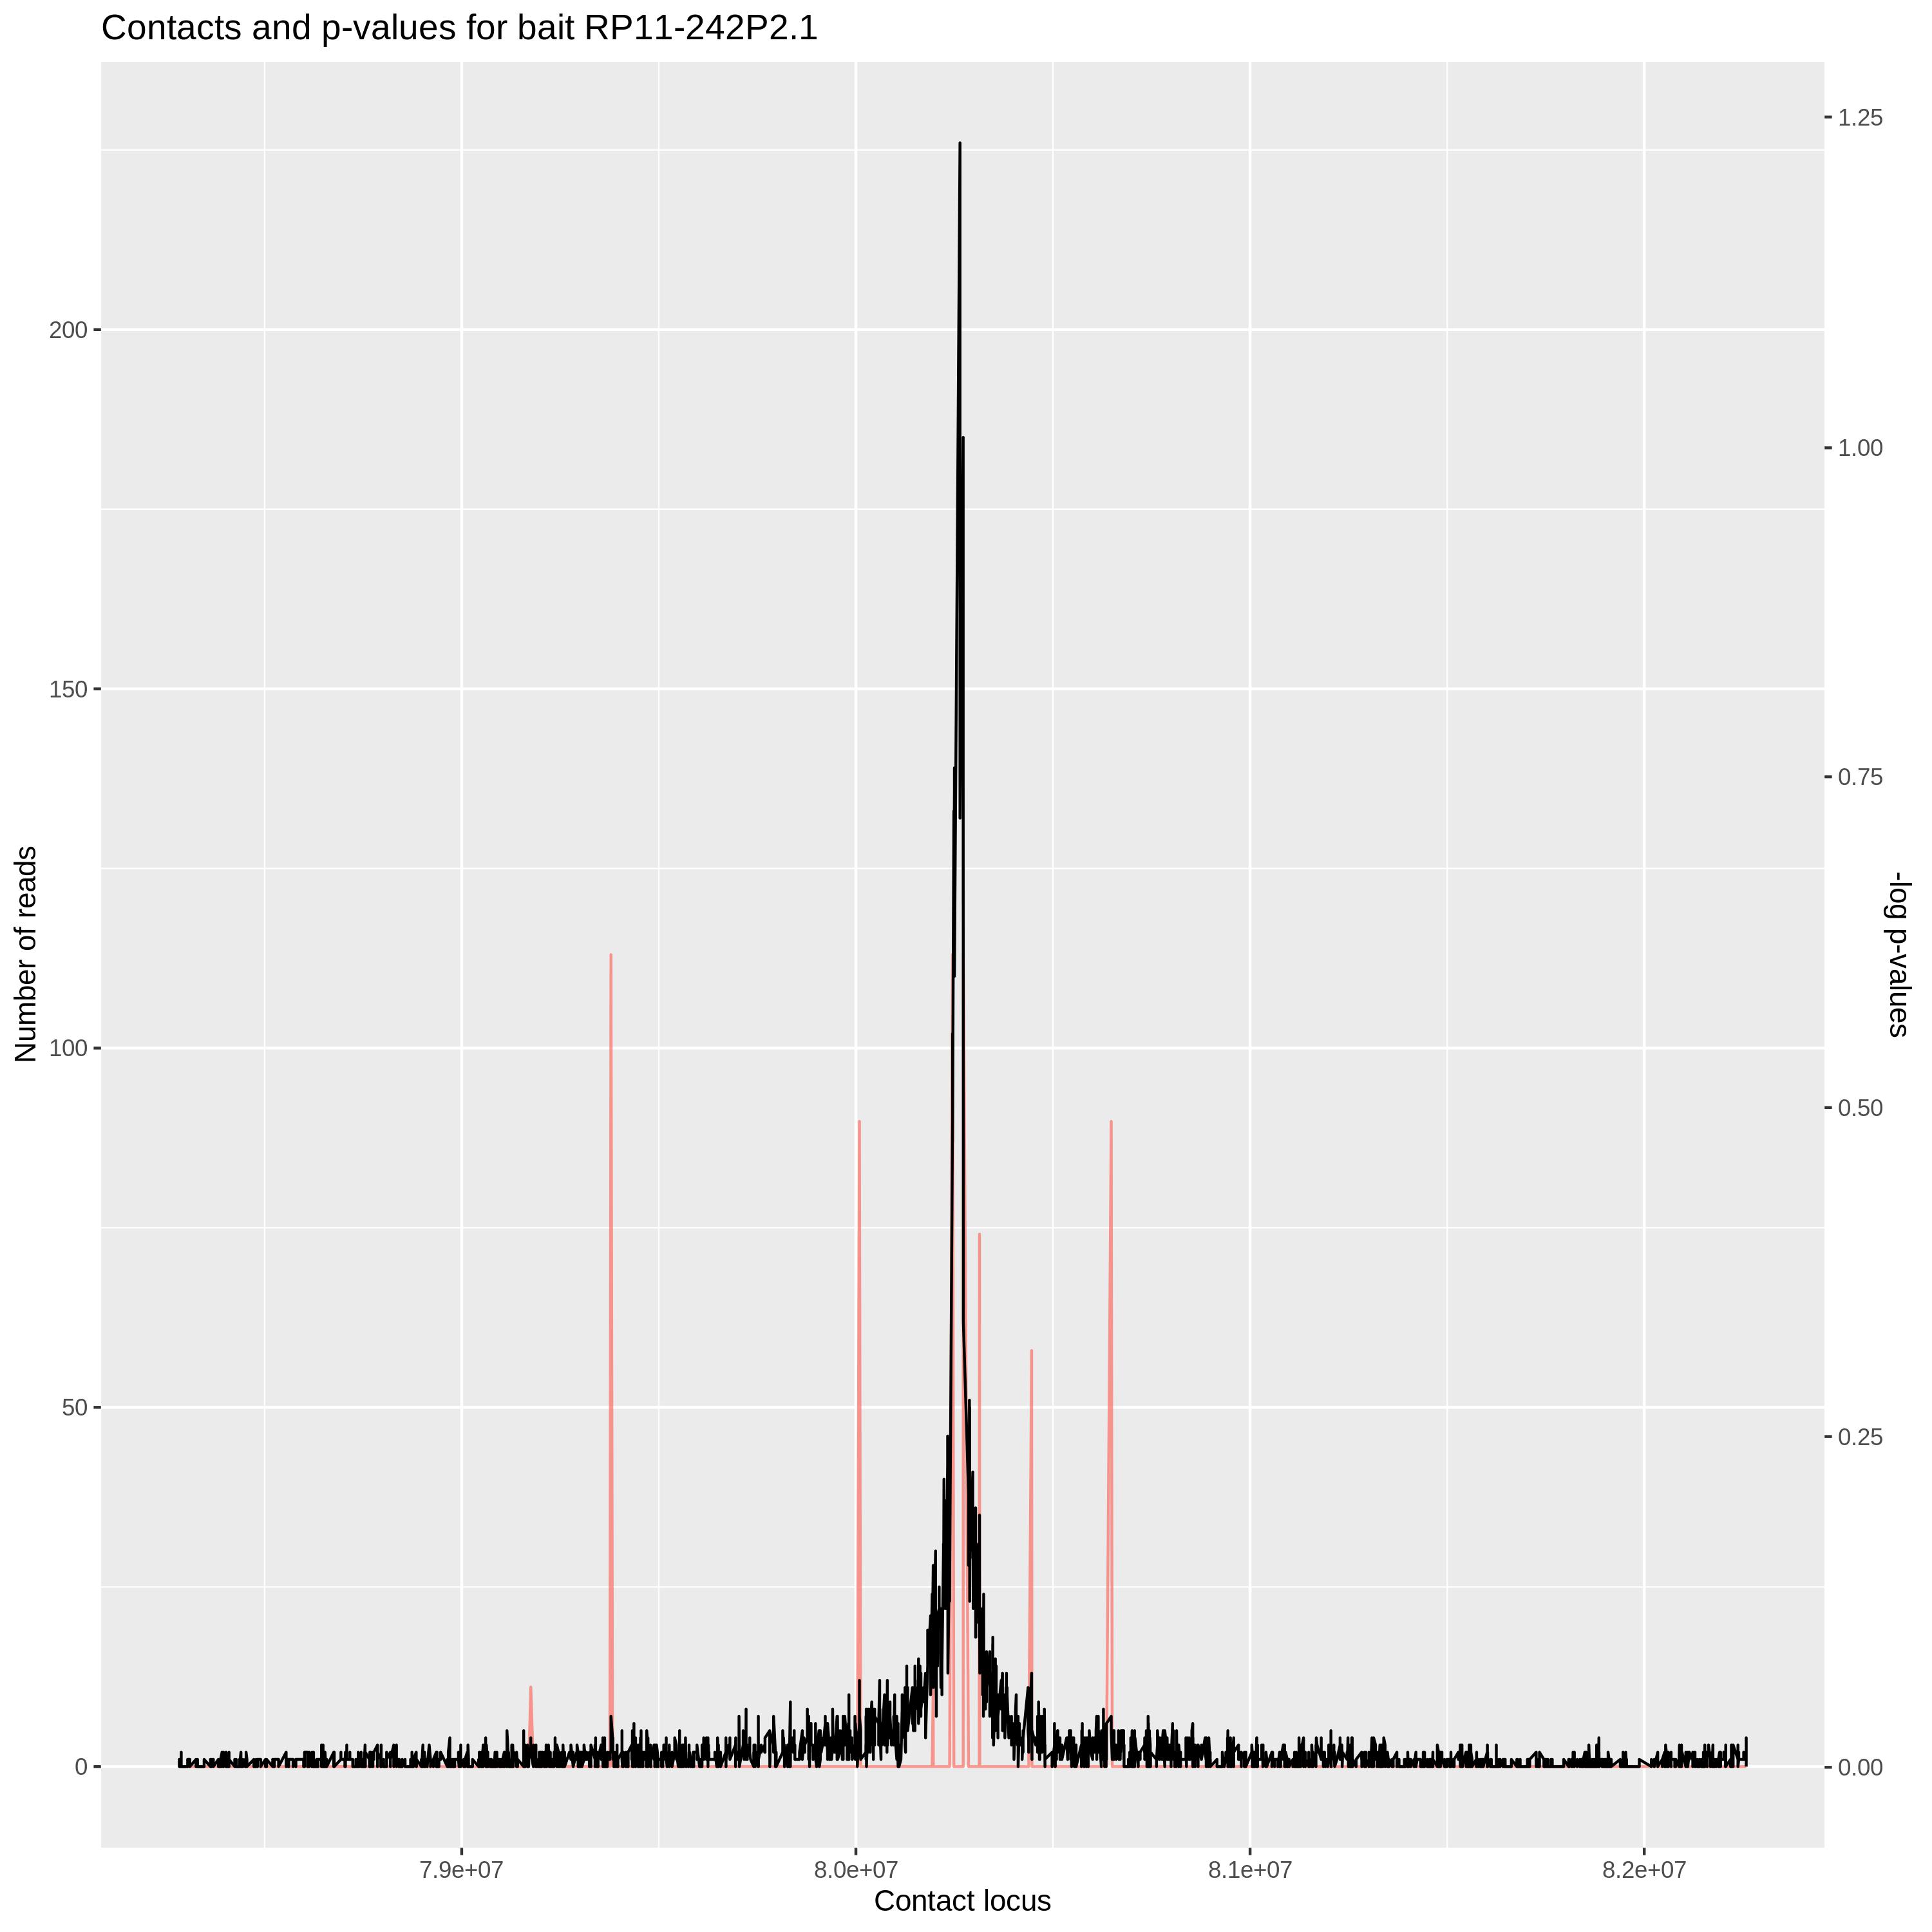 Contacts and p-values for bait RP11-242P2.1
Number of reads
200
150
100
50
0
1.25
1.00
0.75
0.50
0.25
0.00
-log p-values
7.9e+07
8.0e+07
8.1e+07
8.2e+07
Contact locus